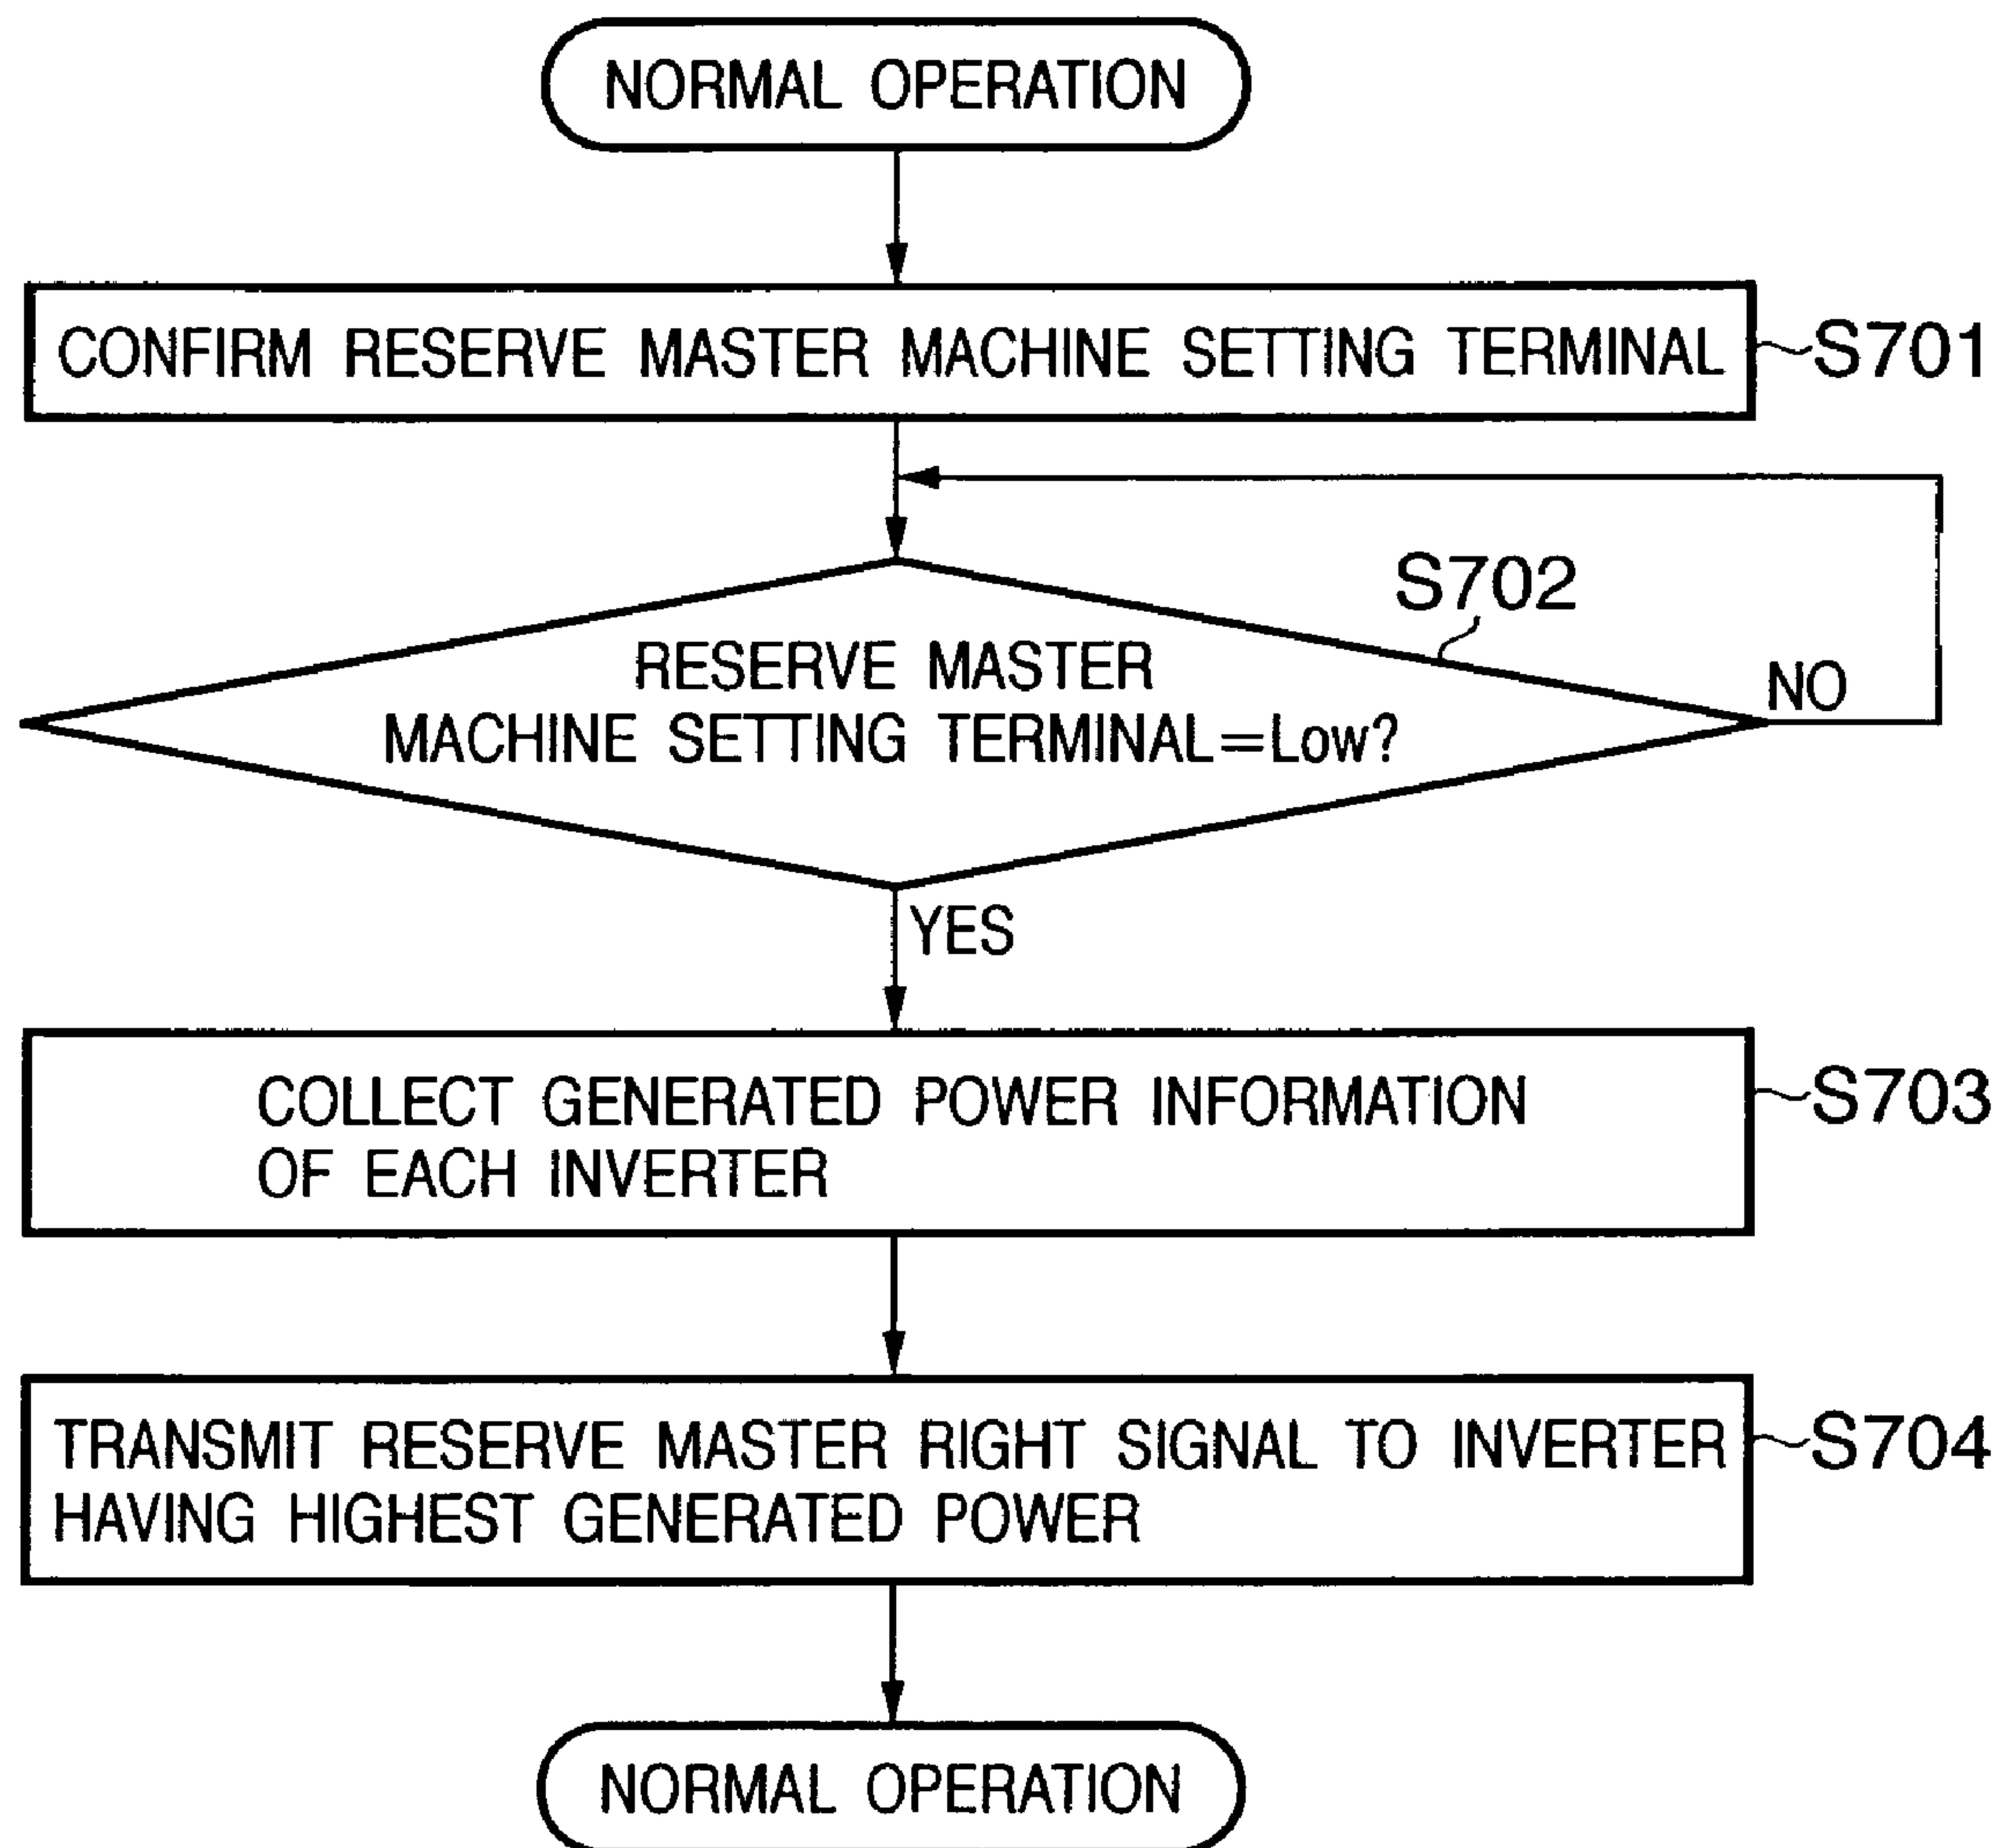 NORMAL OPERATION
CONFIRM RESERVE MASTER MACHINE SETTING TERMINAL
S701
S702
RESERVE MASTER
MACHINE SETTING TERMINAL=Low?
NO
YES
COLLECT GENERATED POWER INFORMATION
OF EACH INVERTER
S703
TRANSMIT RESERVE MASTER RIGHT SIGNAL TO INVERTER
HAVING HIGHEST GENERATED POWER
S704
NORMAL OPERATION